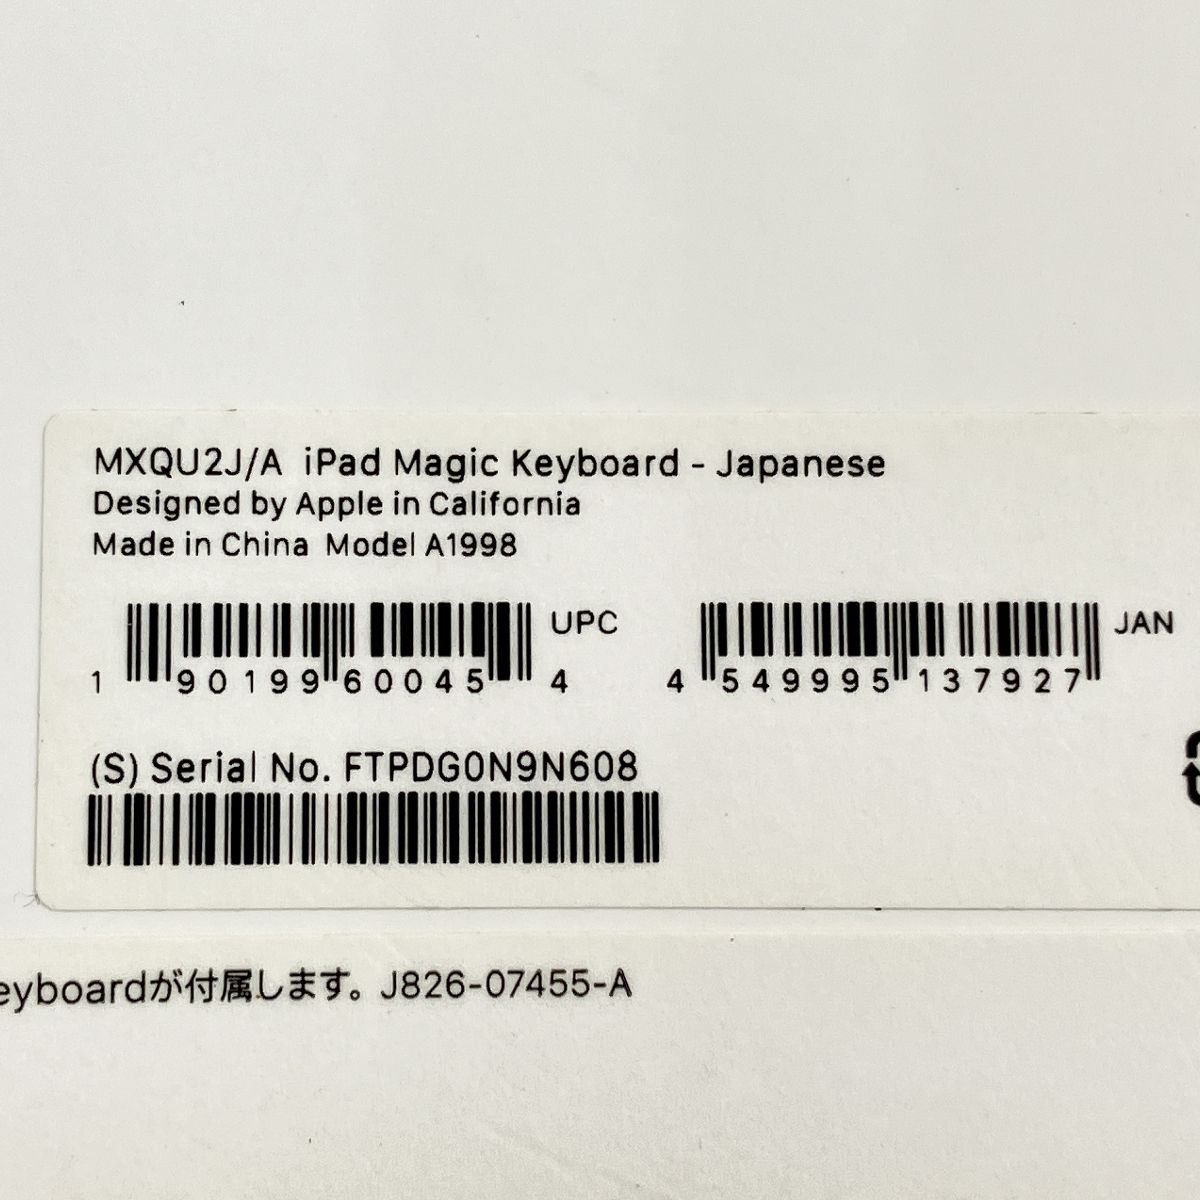 MXQU2J/A iPad Magic Keyboard - Japanese
Designed by Apple in California
Made in China Model A1998
1 90199 60045 4 UPC
4 549995 137927 JAN
(S) Serial No. FTPDG0N9N608
eyboardが付属します。 J826-07455-A